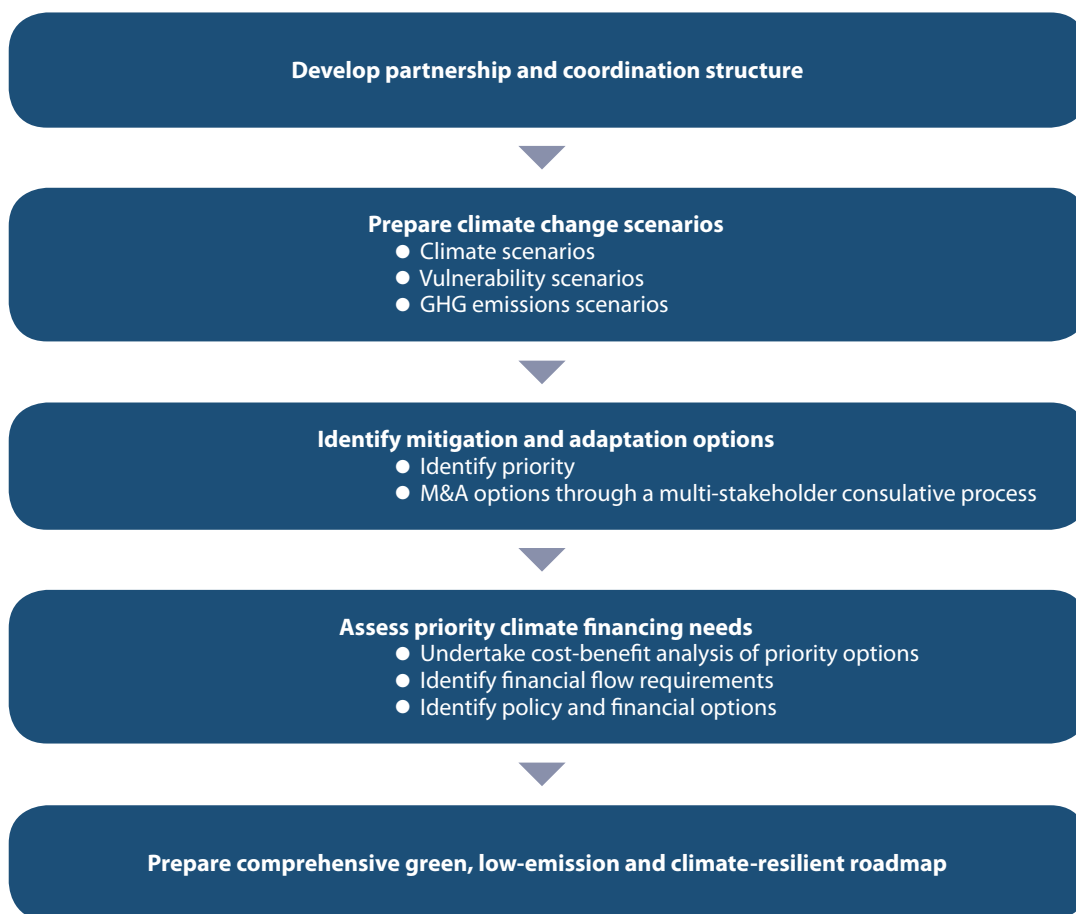 Develop partnership and coordination structure
Prepare climate change scenarios
● Climate scenarios
● Vulnerability scenarios
● GHG emissions scenarios
Identify mitigation and adaptation options
● Identify priority
● M&A options through a multi-stakeholder consulative process
Assess priority climate financing needs
● Undertake cost-benefit analysis of priority options
● Identify financial flow requirements
● Identify policy and financial options
Prepare comprehensive green, low-emission and climate-resilient roadmap